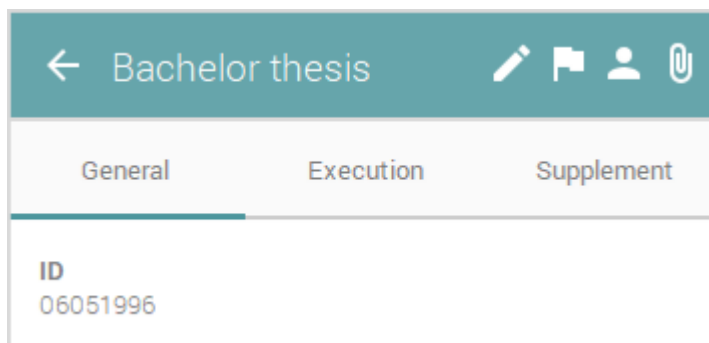 Bachelor thesis
General Execution Supplement
ID
06051996